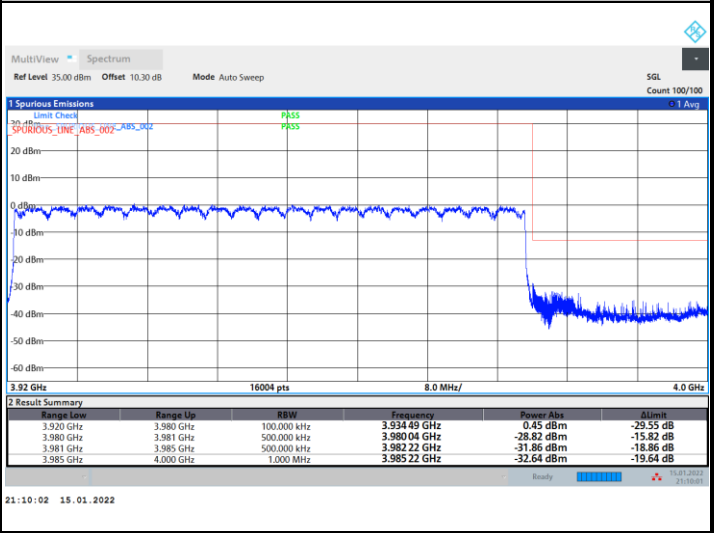 MultiView Spectrum
Ref Level 35.00 dBm Offset 10.30 dB Mode Auto Sweep SGL
Count 100/100
1 Spurious Emissions 1 Avg
Limit Check PASS
30 dBm
_SPURIOUS_LINE_ABS_002 PASS
20 dBm
10 dBm
0 dBm
-10 dBm
-20 dBm
-30 dBm
-40 dBm
-50 dBm
-60 dBm
3.92 GHz 16004 pts 8.0 MHz/ 4.0 GHz
2 Result Summary
Range Low Range Up RBW Frequency Power Abs ΔLimit
3.920 GHz 3.980 GHz 100.000 kHz 3.93449 GHz 0.45 dBm -29.55 dB
3.980 GHz 3.981 GHz 500.000 kHz 3.98004 GHz -28.82 dBm -15.82 dB
3.981 GHz 3.985 GHz 500.000 kHz 3.98222 GHz -31.86 dBm -18.86 dB
3.985 GHz 4.000 GHz 1.000 MHz 3.98522 GHz -32.64 dBm -19.64 dB
Ready 15.01.2022
21:10:01
21:10:02 15.01.2022